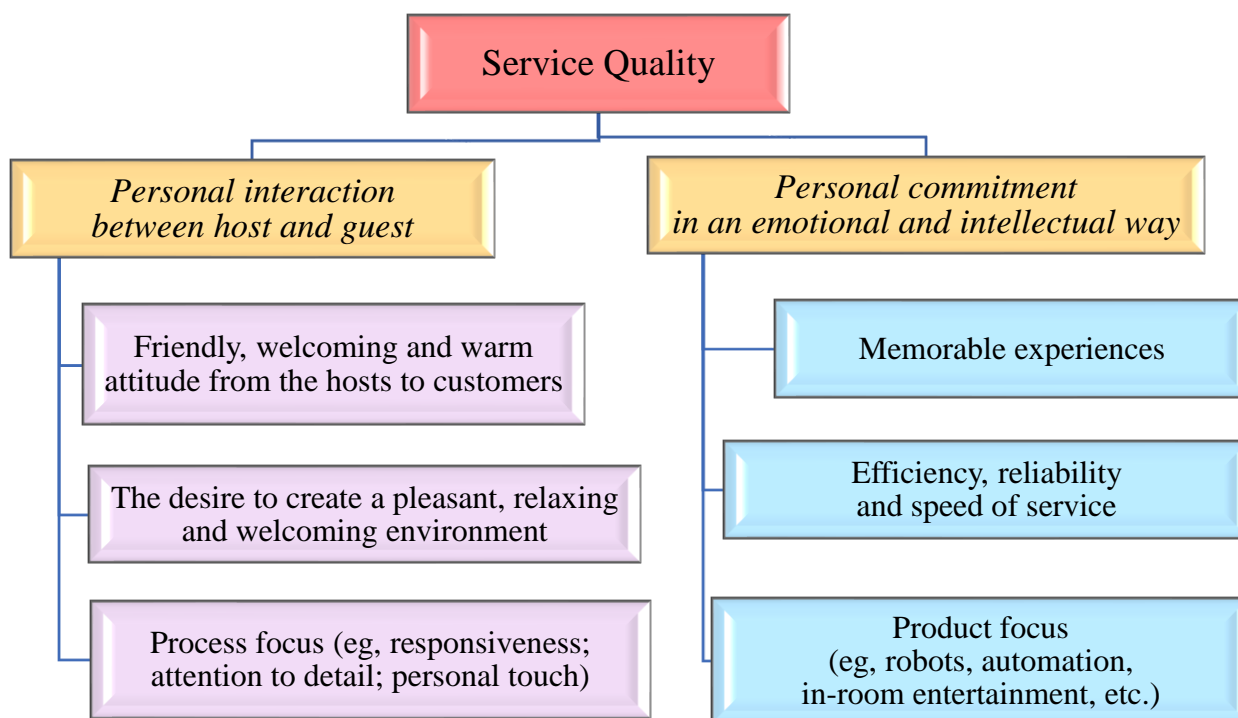 Service Quality
Personal interaction
between host and guest
Friendly, welcoming and warm
attitude from the hosts to customers
The desire to create a pleasant, relaxing
and welcoming environment
Process focus (eg, responsiveness;
attention to detail; personal touch)
Personal commitment
in an emotional and intellectual way
Memorable experiences
Efficiency, reliability
and speed of service
Product focus
(eg, robots, automation,
in-room entertainment, etc.)